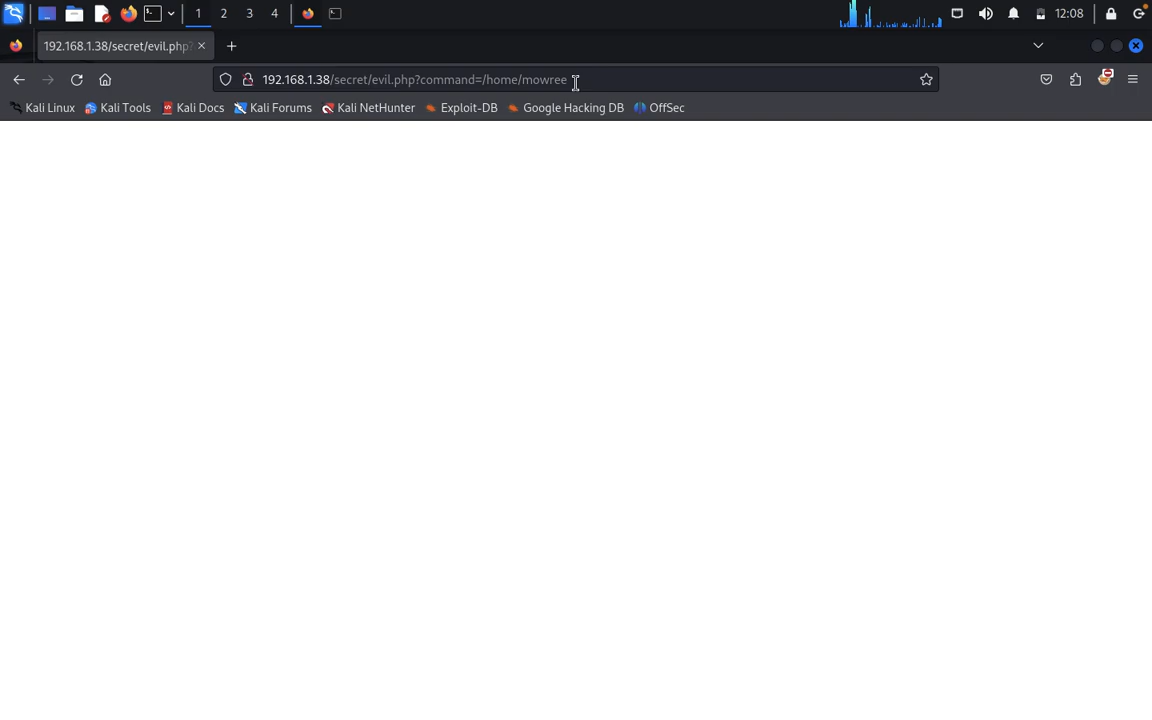 1 2 3 4 12:08
192.168.1.38/secret/evil.php?
192.168.1.38/secret/evil.php?command=/home/mowree
Kali Linux Kali Tools Kali Docs Kali Forums Kali NetHunter Exploit-DB Google Hacking DB OffSec